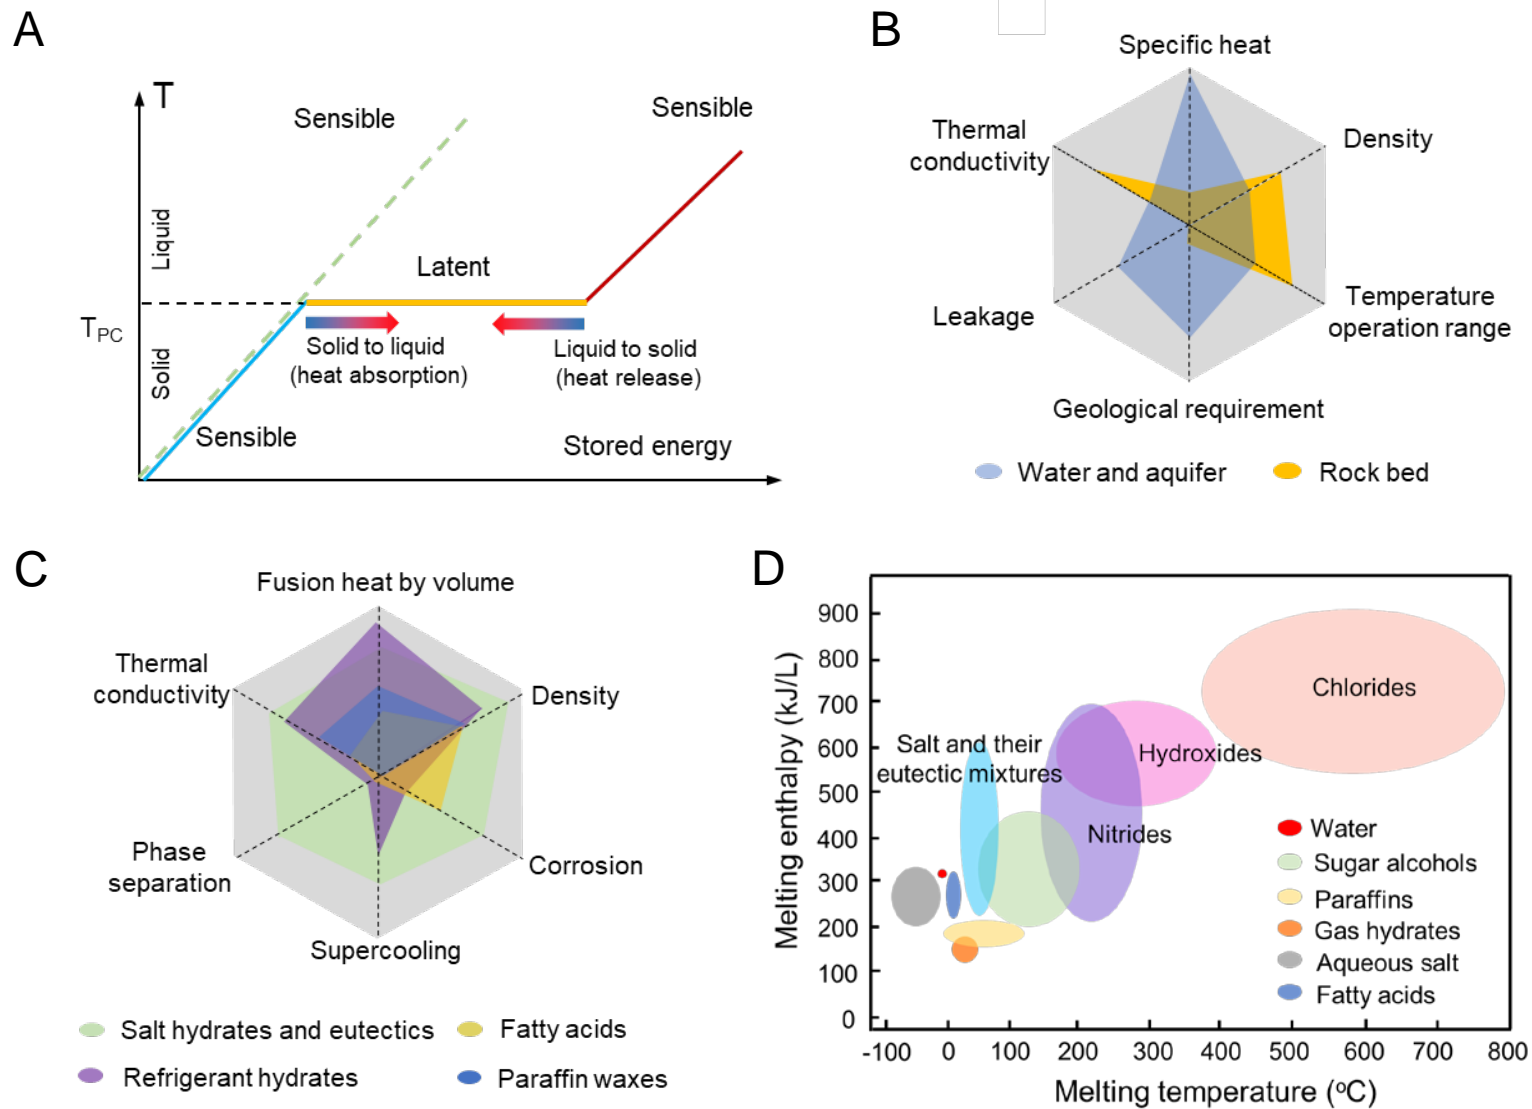 A
T
Sensible
Sensible
Liquid
Latent
TPC
Solid to liquid
(heat absorption)
Liquid to solid
(heat release)
Solid
Sensible
Stored energy
B
Specific heat
Thermal
conductivity
Density
Leakage
Temperature
operation range
Geological requirement
Water and aquifer
Rock bed
C
Fusion heat by volume
Thermal
conductivity
Density
Phase
separation
Corrosion
Supercooling
Salt hydrates and eutectics
Fatty acids
Refrigerant hydrates
Paraffin waxes
D
Melting enthalpy (kJ/L)
900
800
700
600
500
400
300
200
100
0
Chlorides
Salt and their
eutectic mixtures
Hydroxides
Nitrides
Water
Sugar alcohols
Paraffins
Gas hydrates
Aqueous salt
Fatty acids
-100 0 100 200 300 400 500 600 700 800
Melting temperature (oC)